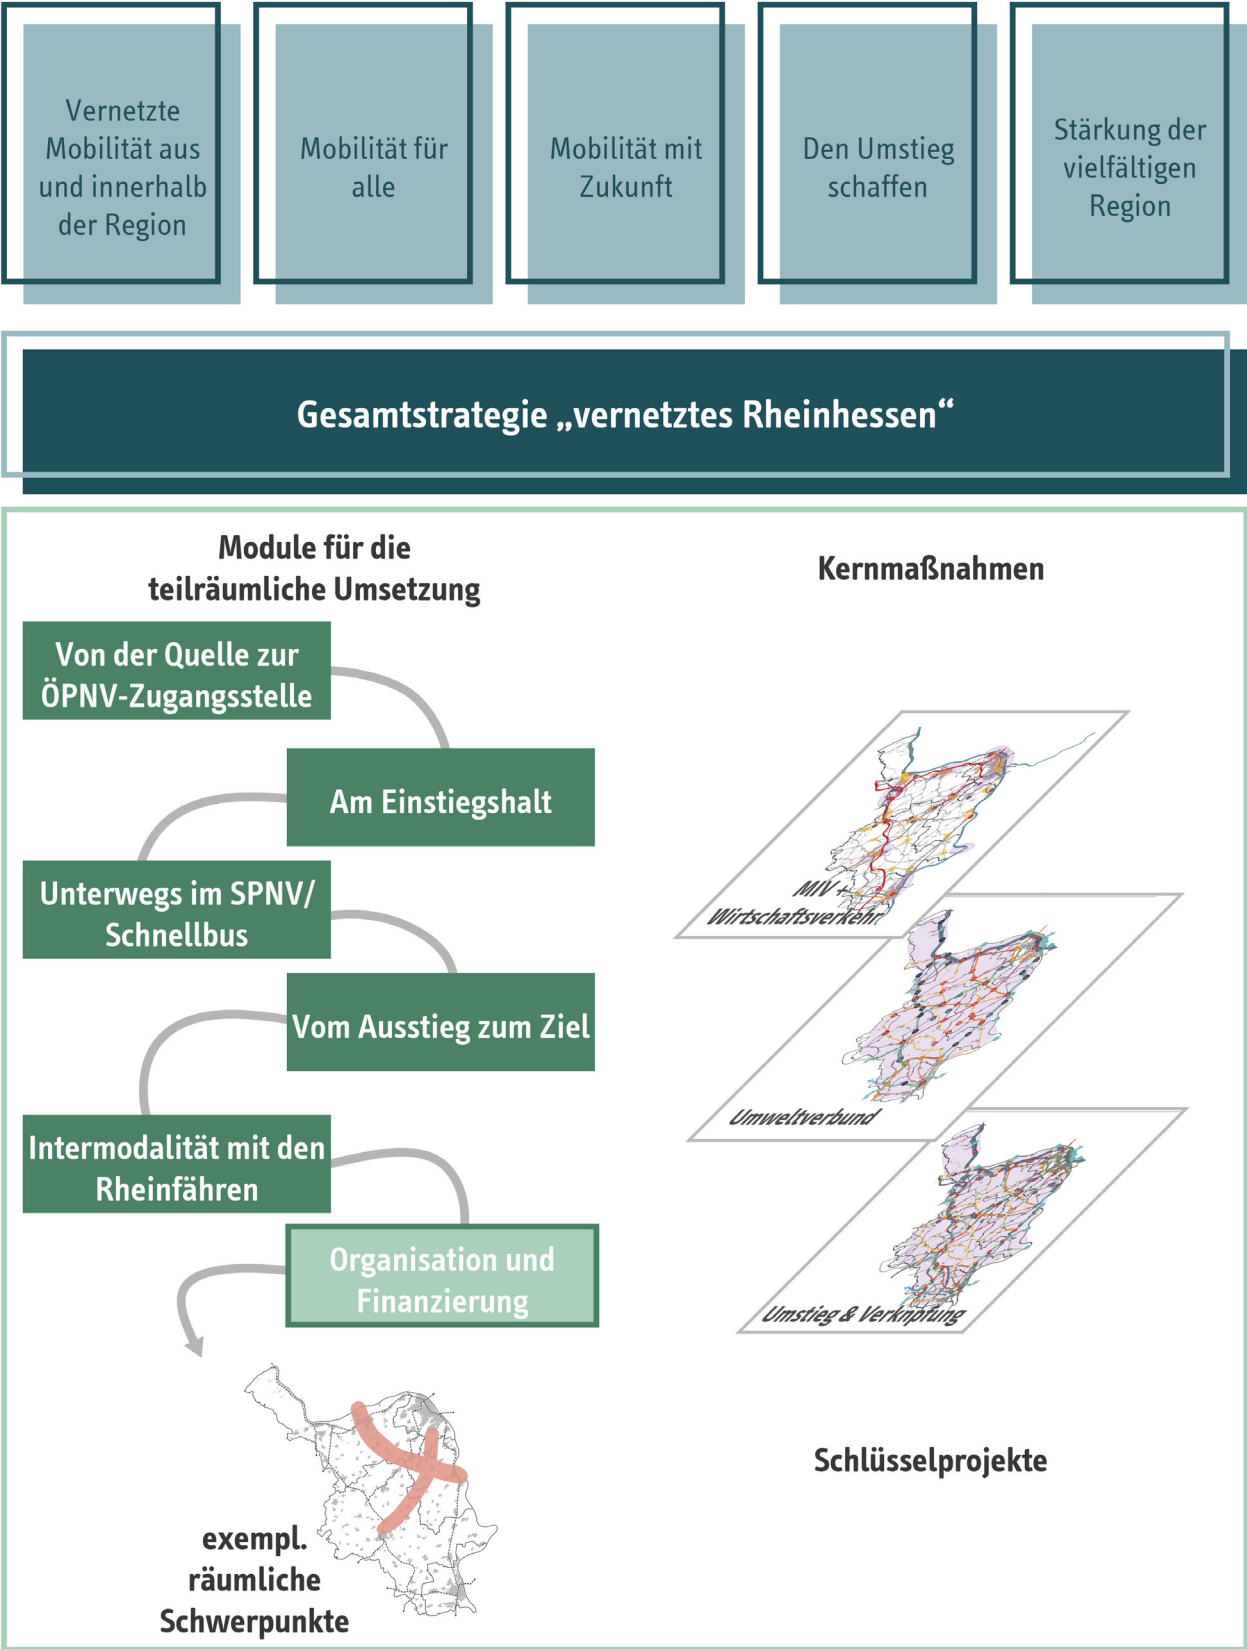 Vernetzte
Mobilität aus
und innerhalb
der Region
Mobilität für
alle
Mobilität mit
Zukunft
Den Umstieg
schaffen
Stärkung der
vielfältigen
Region
Gesamtstrategie „vernetztes Rheinhessen“
Module für die
teilräumliche Umsetzung
Von der Quelle zur
ÖPNV-Zugangsstelle
Am Einstiegshalt
Unterwegs im SPNV/
Schnellbus
Vom Ausstieg zum Ziel
Intermodalität mit den
Rheinfähren
Organisation und
Finanzierung
exempl.
räumliche
Schwerpunkte
Kernmaßnahmen
MIV +
Wirtschaftsverkehr
Umweltverbund
Umstieg & Verknpfung
Schlüsselprojekte